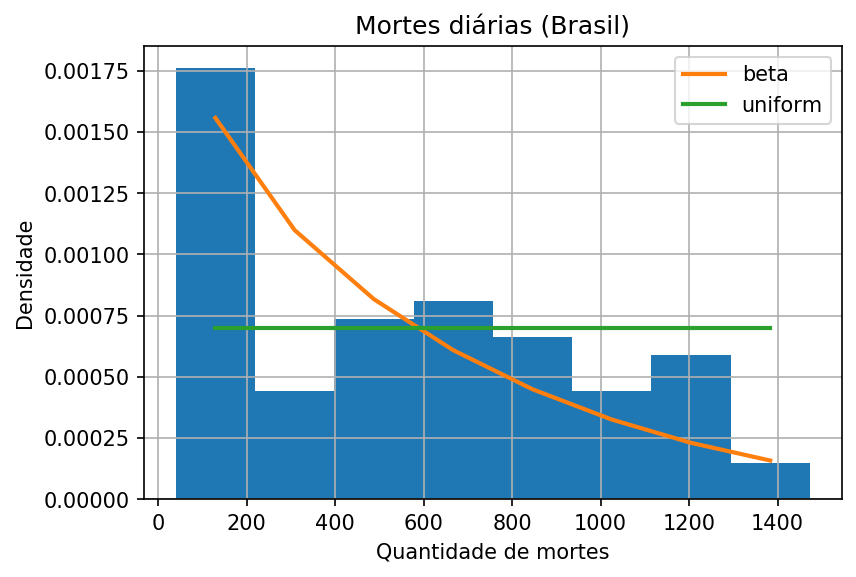 Mortes diárias (Brasil)
beta
uniform
Densidade
0.00175
0.00150
0.00125
0.00100
0.00075
0.00050
0.00025
0.00000
0 200 400 600 800 1000 1200 1400
Quantidade de mortes